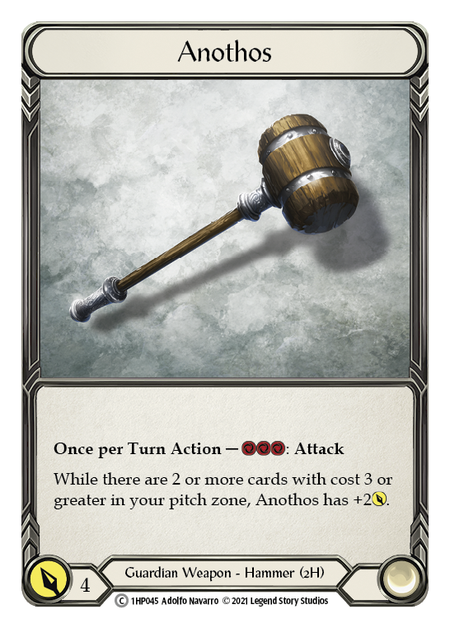 Anothos
Once per Turn Action — : Attack
While there are 2 or more cards with cost 3 or
greater in your pitch zone, Anothos has +2.
4
Guardian Weapon - Hammer (2H)
C 1HP045 Adolfo Navarro © 2021 Legend Story Studios